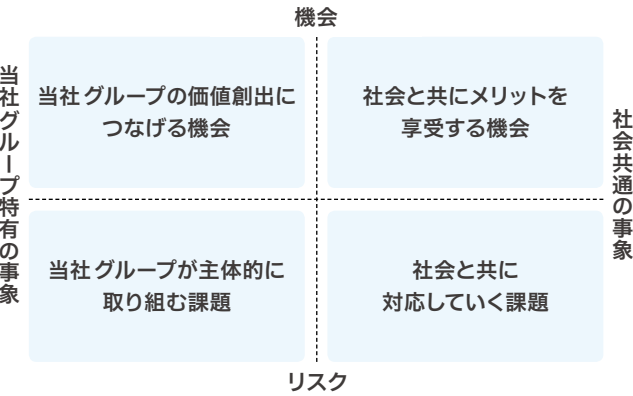 機会
当社グループ特有の事象
当社グループの価値創出に
つなげる機会
社会と共にメリットを
享受する機会
社会共通の事象
当社グループが主体的に
取り組む課題
社会と共に
対応していく課題
リスク